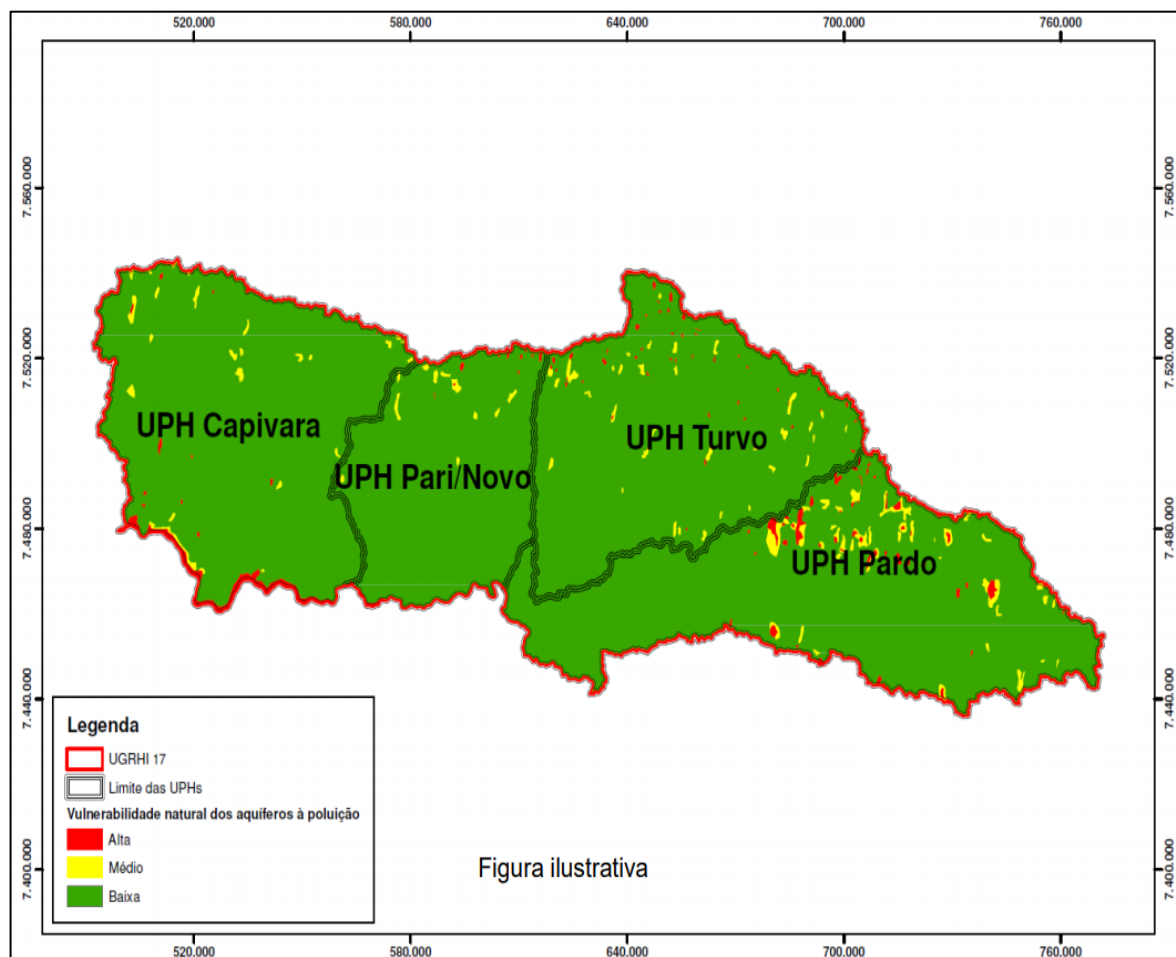 520.000 580.000 640.000 700.000 760.000
7.560.000 7.560.000
7.520.000 7.520.000
UPH Capivara
UPH Turvo
UPH Pari/Novo
7.480.000 7.480.000
UPH Pardo
7.440.000 7.440.000
Legenda
UGRHI 17
Limite das UPHs
Vulnerabilidade natural dos aquíferos à poluição
Alta
Médio
Baixa
Figura ilustrativa
7.400.000 7.400.000
520.000 580.000 640.000 700.000 760.000